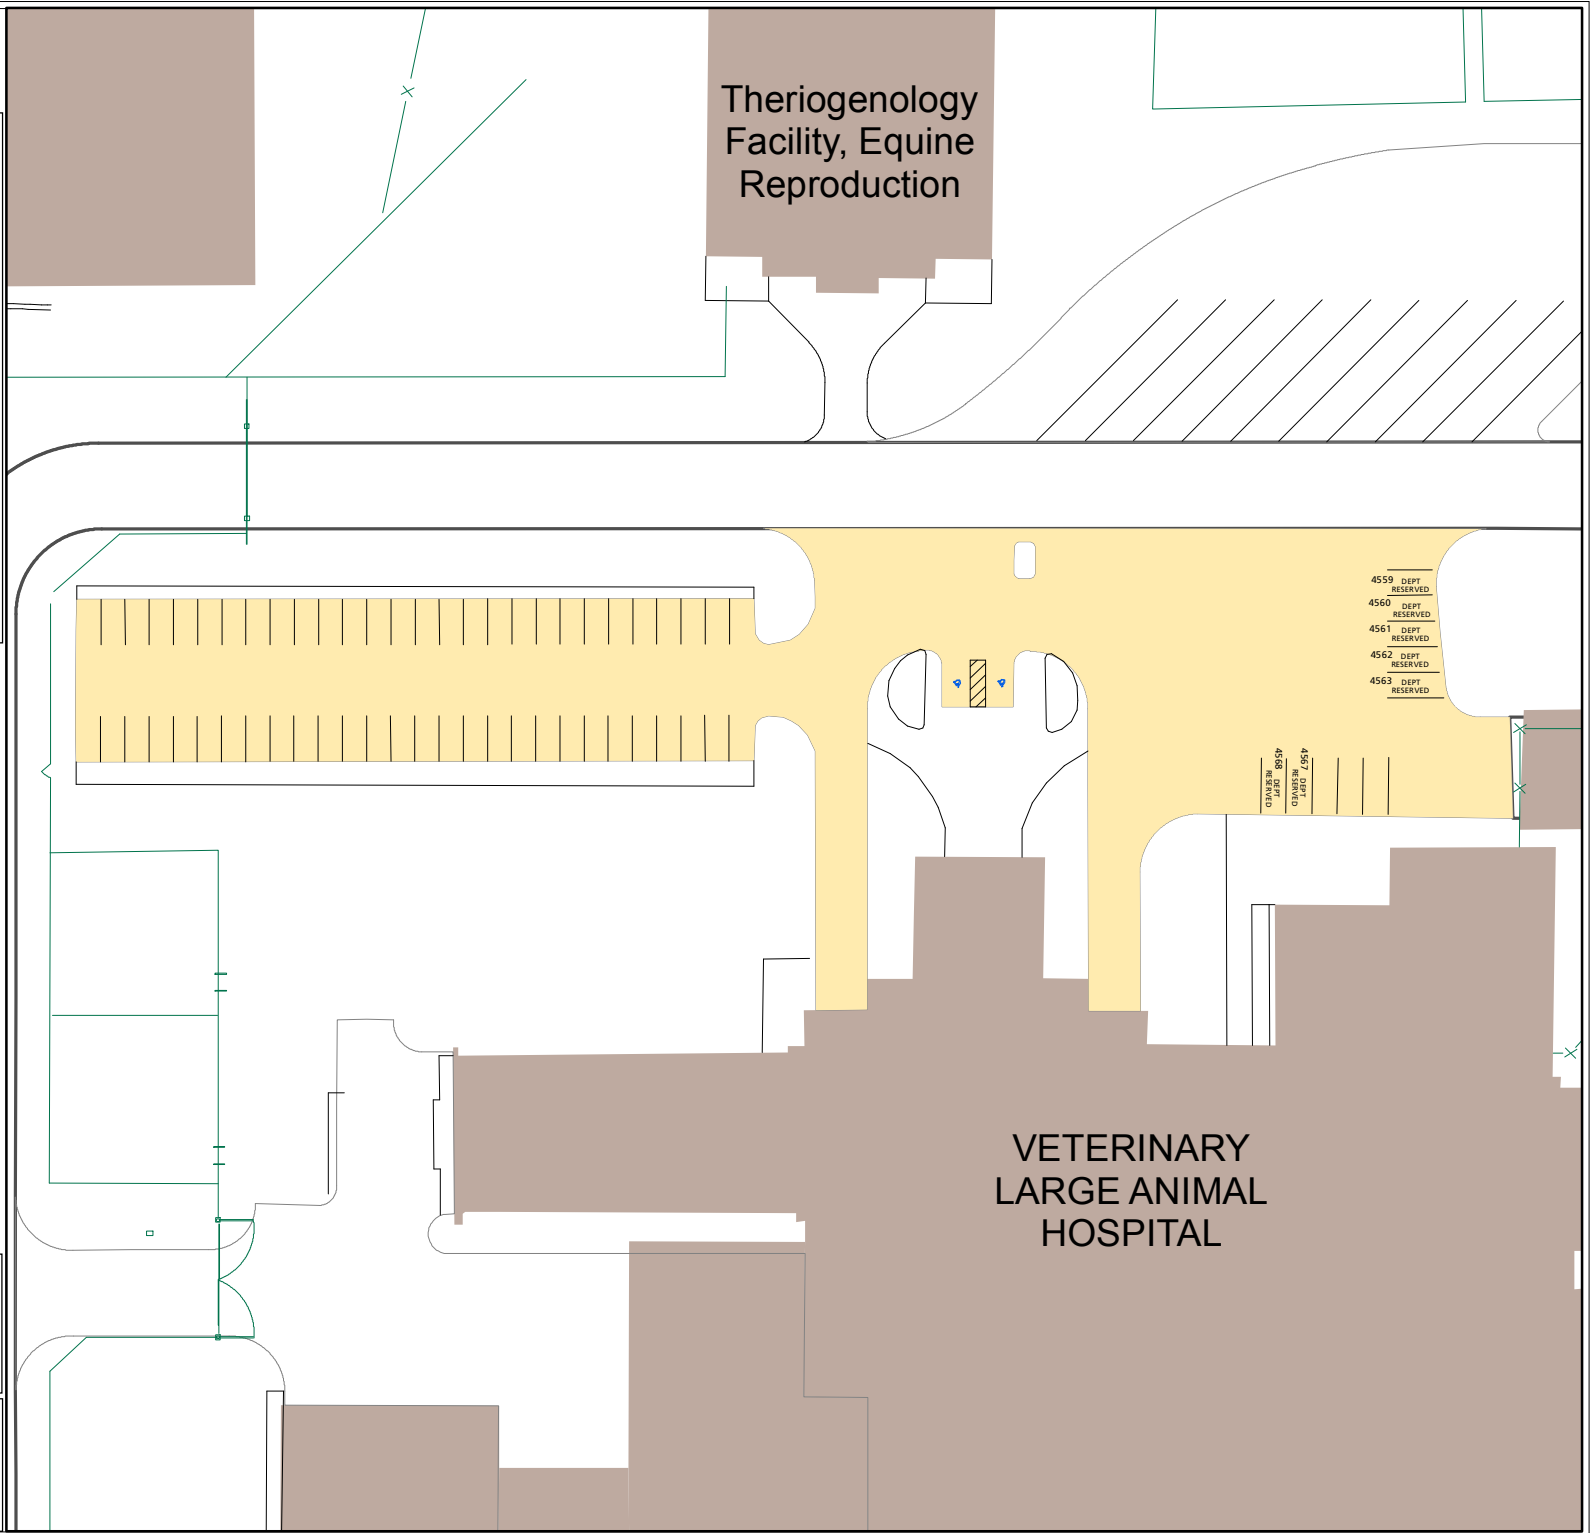 Theriogenology
Facility, Equine
Reproduction
4559 DEPT
RESERVED
4560 DEPT
RESERVED
4561 DEPT
RESERVED
4562 DEPT
RESERVED
4563 DEPT
RESERVED
4568 DEPT
RESERVED
4567 DEPT
RESERVED
VETERINARY
LARGE ANIMAL
HOSPITAL